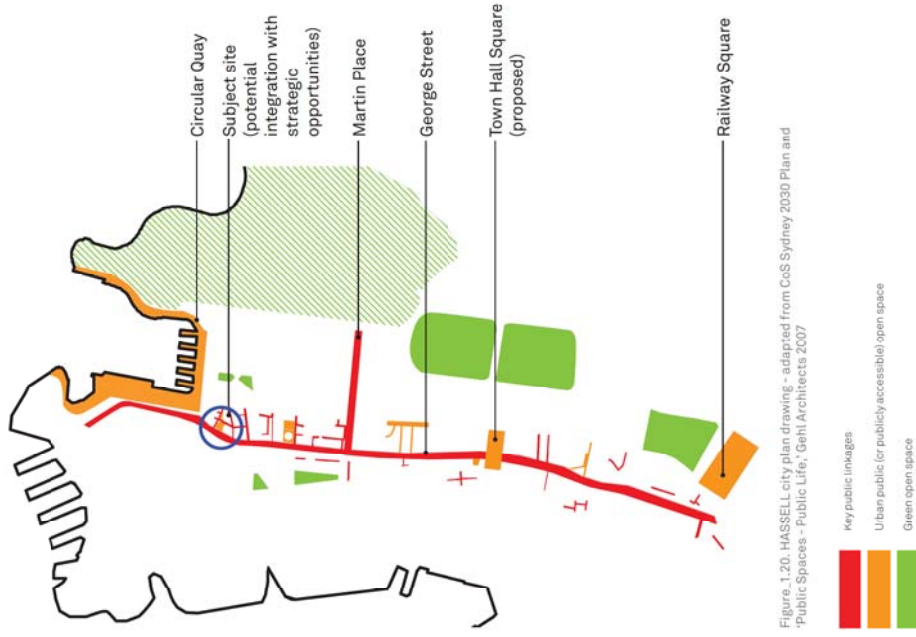 Circular Quay
Subject site
(potential
integration with
strategic
opportunities)
Martin Place
George Street
Town Hall Square
(proposed)
Railway Square
Figure_1.20. HASSELL city plan drawing - adapted from CoS Sydney 2030 Plan and
'Public Spaces - Public Life,' Gehl Architects 2007
Key public linkages
Urban public (or publicly accessible) open space
Green open space